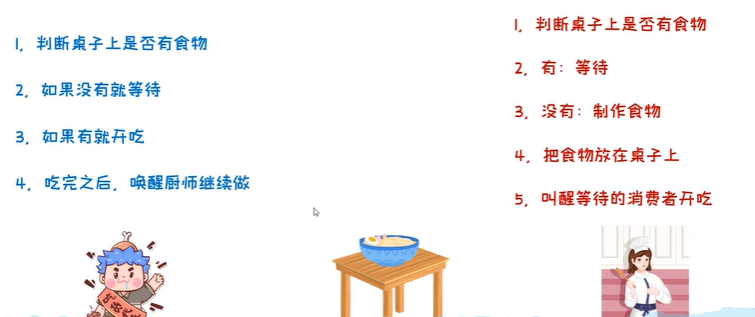 1，判断桌子上是否有食物
2，如果没有就等待
3，如果有就开吃
4，吃完之后，唤醒厨师继续做
1，判断桌子上是否有食物
2，有：等待
3，没有：制作食物
4，把食物放在桌子上
5，叫醒等待的消费者开吃